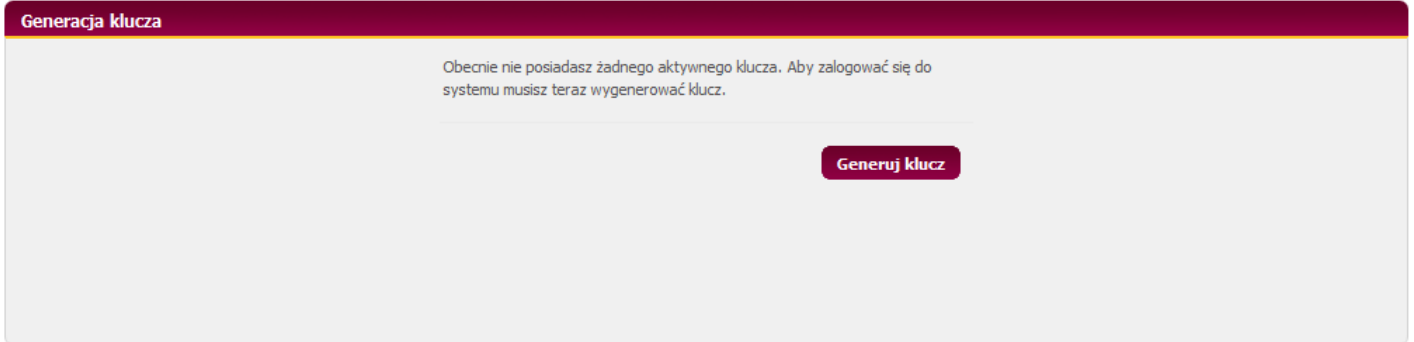 Generacja klucza
Obecnie nie posiadasz żadnego aktywnego klucza. Aby zalogować się do
systemu musisz teraz wygenerować klucz.
Generuj klucz